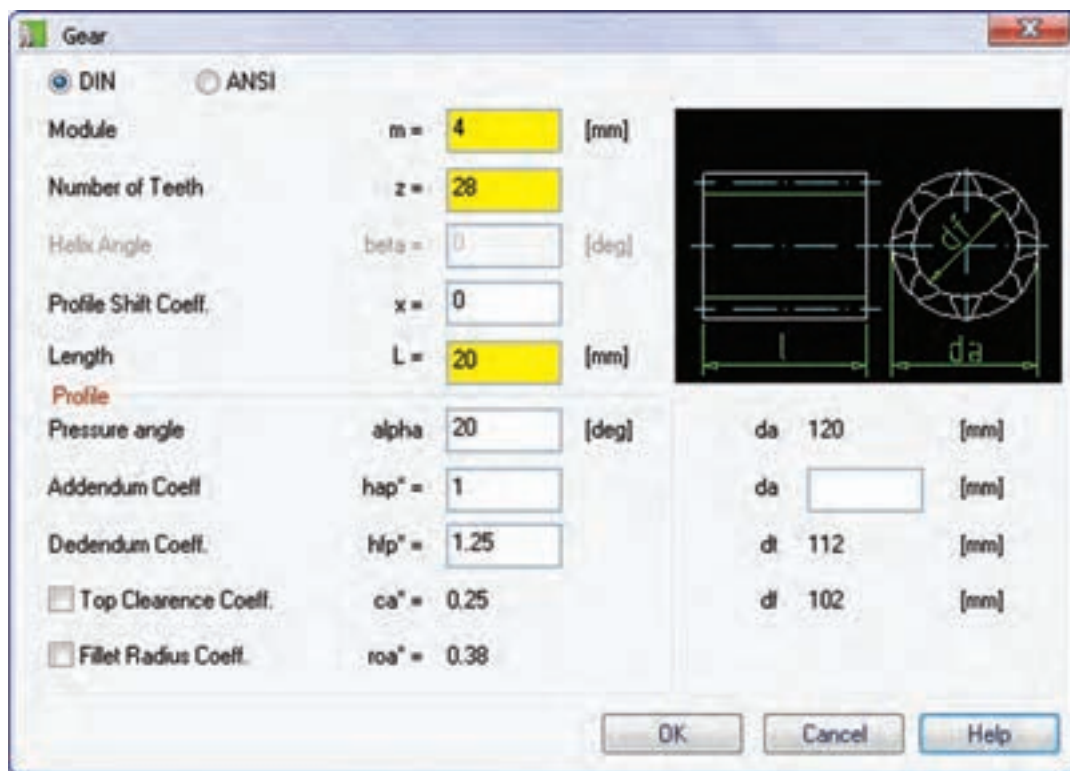 Gear
DIN ANSI
Module m = 4 [mm]
Number of Teeth z = 28
Helix Angle beta = 0 [deg]
Profile Shift Coeff. x = 0
Length L = 20 [mm]
df
l da
Profile
Pressure angle alpha 20 [deg] da 120 [mm]
Addendum Coeff hap* = 1 da [mm]
Dedendum Coeff. hfp* = 1.25 dt 112 [mm]
Top Clearence Coeff. ca* = 0.25 df 102 [mm]
Fillet Radius Coeff. roa* = 0.38
OK Cancel Help